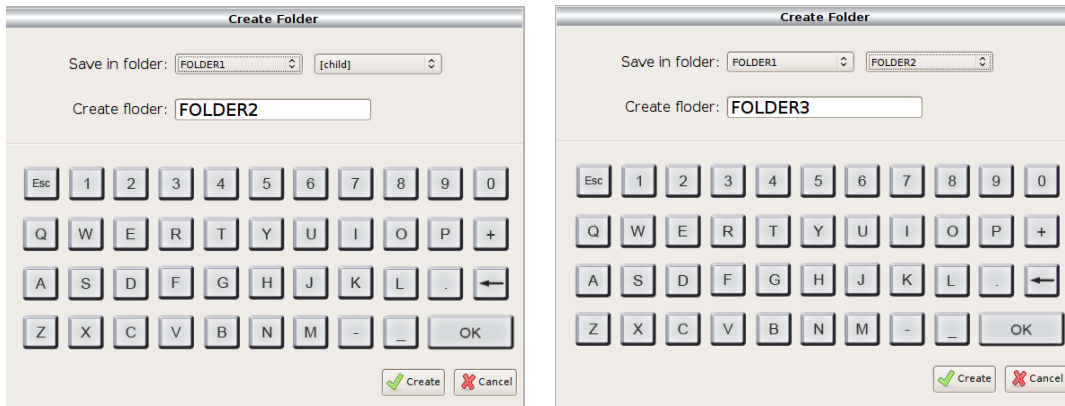 Create Folder
Save in folder: FOLDER1 [child]
Create floder: FOLDER2
Esc 1 2 3 4 5 6 7 8 9 0
Q W E R T Y U I O P +
A S D F G H J K L . ←
Z X C V B N M - _ OK
Create Cancel
Create Folder
Save in folder: FOLDER1 FOLDER2
Create floder: FOLDER3
Esc 1 2 3 4 5 6 7 8 9 0
Q W E R T Y U I O P +
A S D F G H J K L . ←
Z X C V B N M - _ OK
Create Cancel